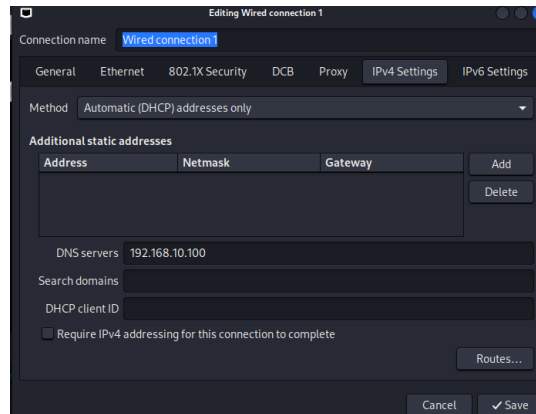 Editing Wired connection 1
Connection name Wired connection 1
General Ethernet 802.1X Security DCB Proxy IPv4 Settings IPv6 Settings
Method Automatic (DHCP) addresses only
Additional static addresses
Address Netmask Gateway Add
Delete
DNS servers 192.168.10.100
Search domains
DHCP client ID
Require IPv4 addressing for this connection to complete
Routes...
Cancel Save